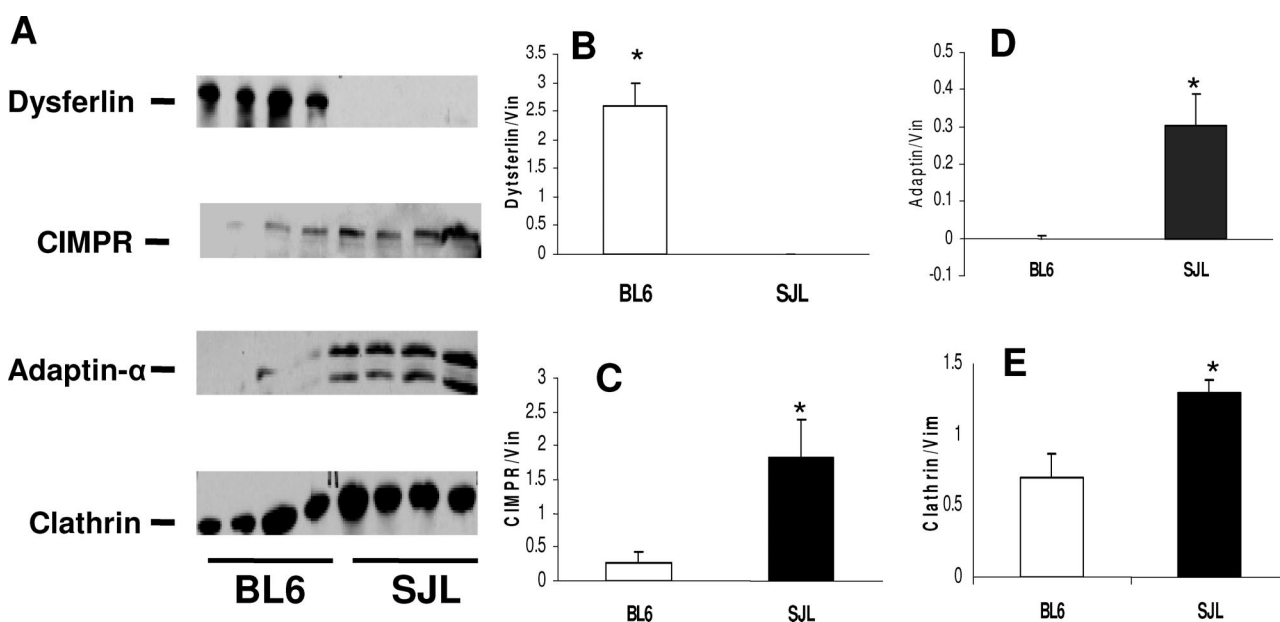 A
Dysferlin
CIMPR
Adaptin-α
Clathrin
BL6 SJL
B
*
3.5
3
2.5
2
1.5
1
0.5
0
Dytsferlin/Vin
BL6 SJL
C
*
3
2.5
2
1.5
1
0.5
0
CIMPR/Vin
BL6 SJL
D
*
0.5
0.4
0.3
0.2
0.1
0
-0.1
Adaptin/Vin
BL6 SJL
E
*
1.5
1
0.5
0
Clathrin/Vim
BL6 SJL